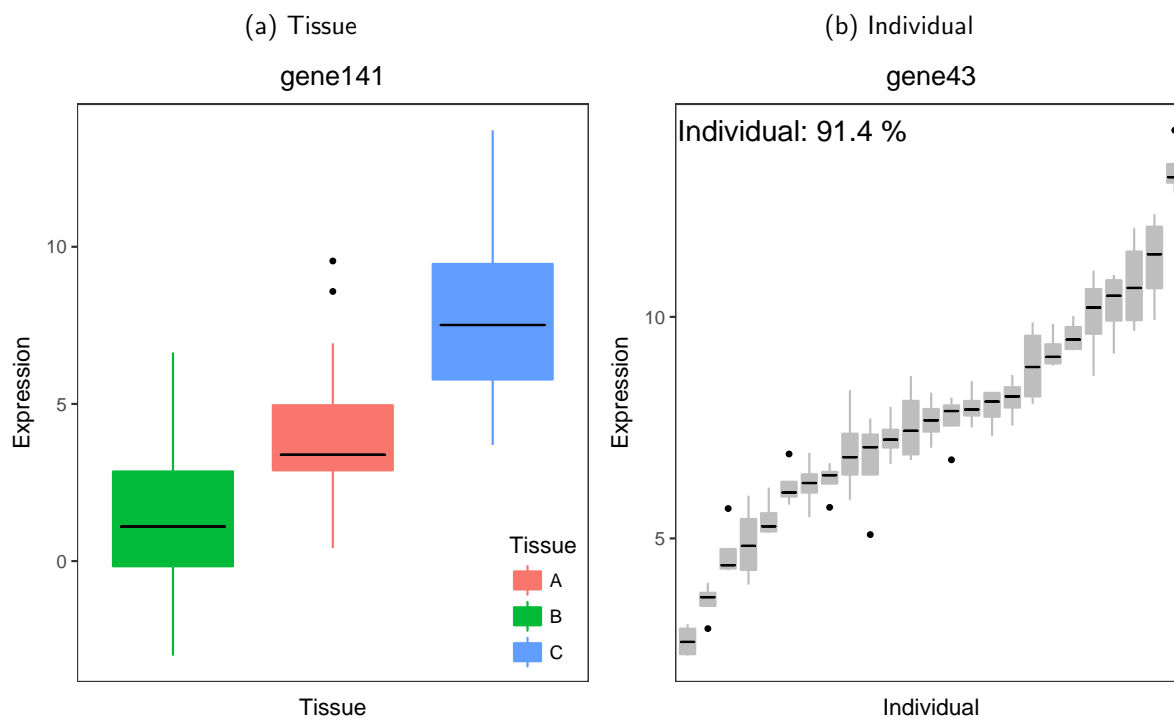 (a) Tissue
gene141
Expression
10
5
0
Tissue
A
B
C
Tissue
(b) Individual
gene43
Individual: 91.4 %
Expression
10
5
Individual